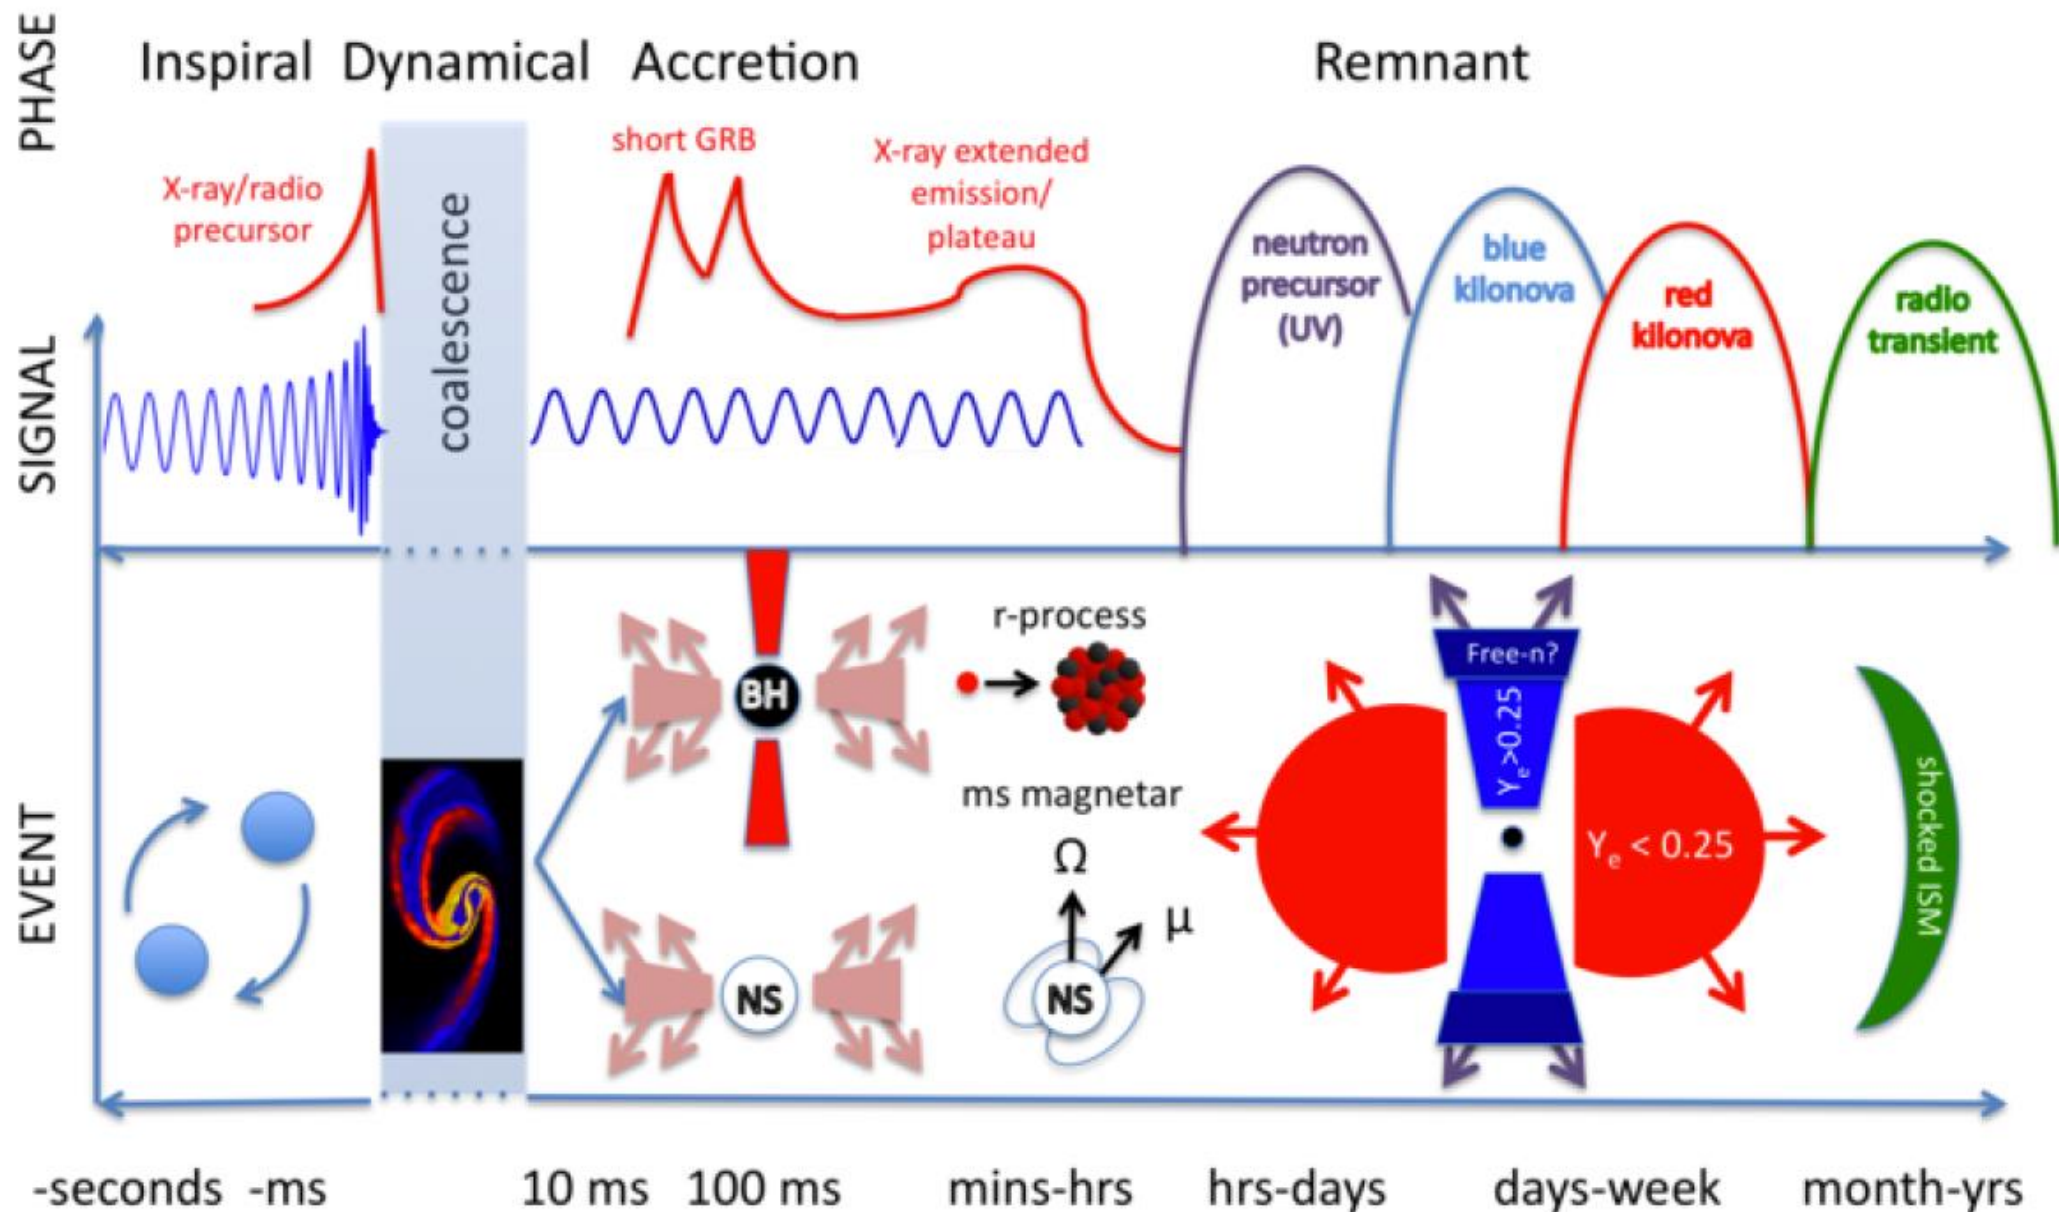 PHASE
Inspiral Dynamical Accretion Remnant
SIGNAL
X-ray/radio
precursor
coalescence
short GRB
X-ray extended
emission/
plateau
neutron
precursor
(UV)
blue
kilonova
red
kilonova
radio
transient
EVENT
BH
r-process
NS
ms magnetar
Ω
μ
NS
Free-n?
Yₑ >0.25
Yₑ < 0.25
shocked ISM
-seconds -ms 10 ms 100 ms mins-hrs hrs-days days-week month-yrs